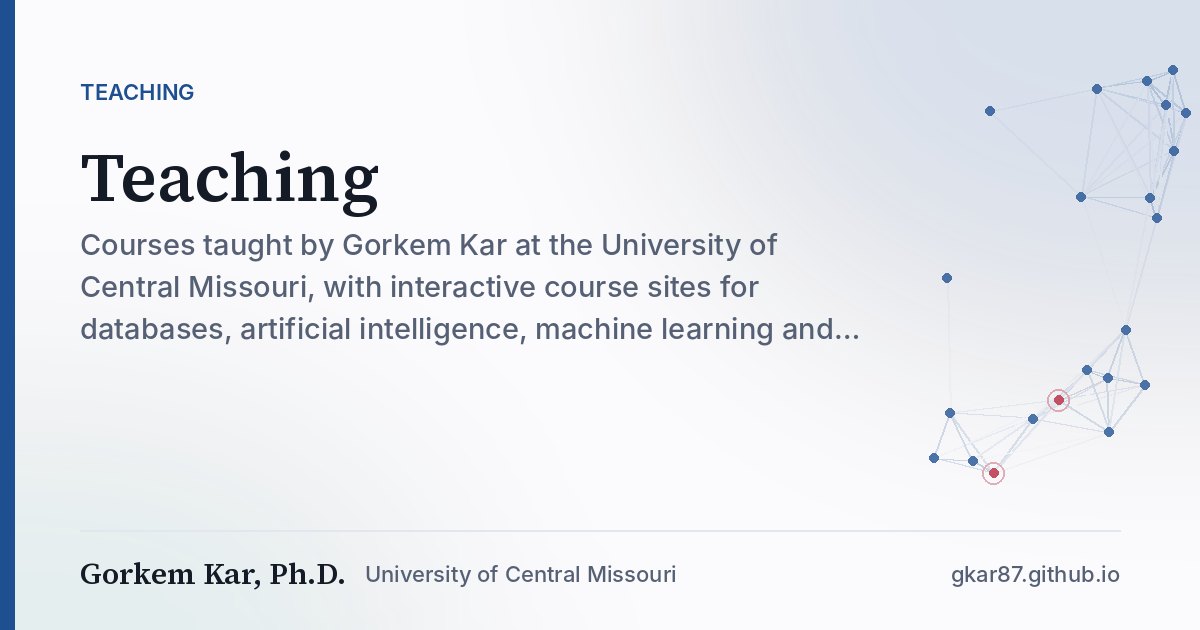 TEACHING
Teaching
Courses taught by Gorkem Kar at the University of
Central Missouri, with interactive course sites for
databases, artificial intelligence, machine learning and...
Gorkem Kar, Ph.D. University of Central Missouri gkar87.github.io